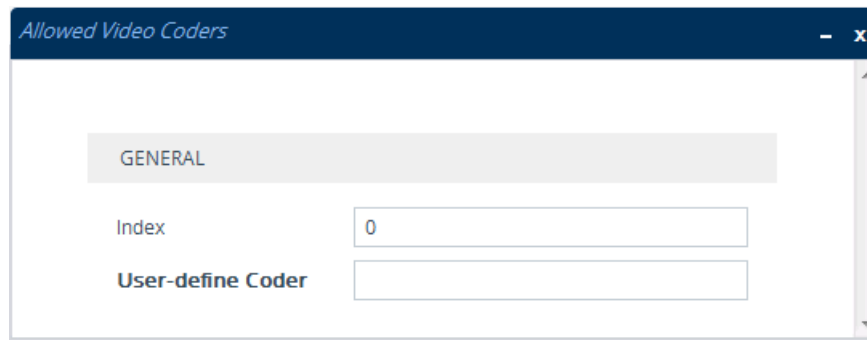 Allowed Video Coders
GENERAL
Index 0
User-define Coder